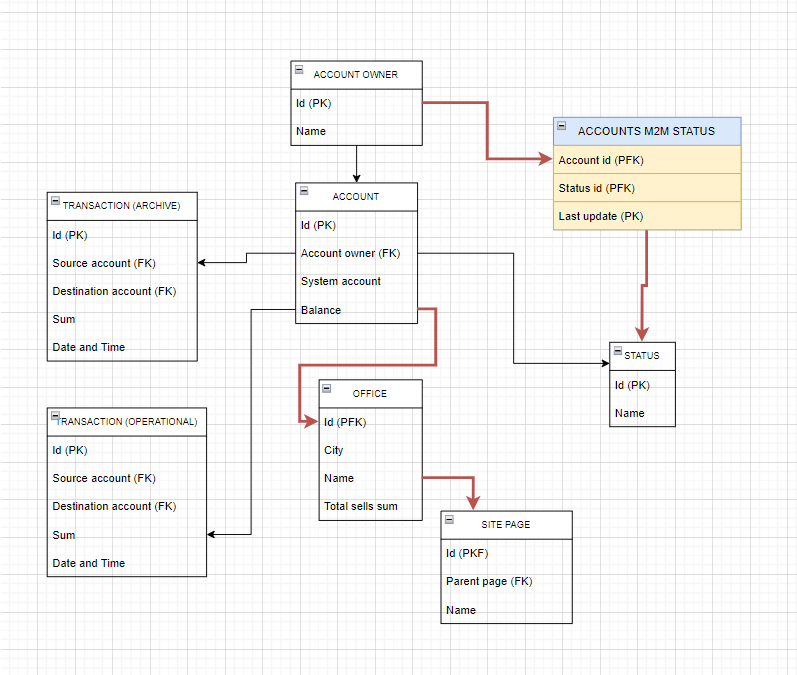 ACCOUNT OWNER
Id (PK)
Name
ACCOUNTS M2M STATUS
Account id (PFK)
Status id (PFK)
Last update (PK)
ACCOUNT
Id (PK)
Account owner (FK)
System account
Balance
TRANSACTION (ARCHIVE)
Id (PK)
Source account (FK)
Destination account (FK)
Sum
Date and Time
STATUS
Id (PK)
Name
OFFICE
Id (PFK)
City
Name
Total sells sum
TRANSACTION (OPERATIONAL)
Id (PK)
Source account (FK)
Destination account (FK)
Sum
Date and Time
SITE PAGE
Id (PKF)
Parent page (FK)
Name